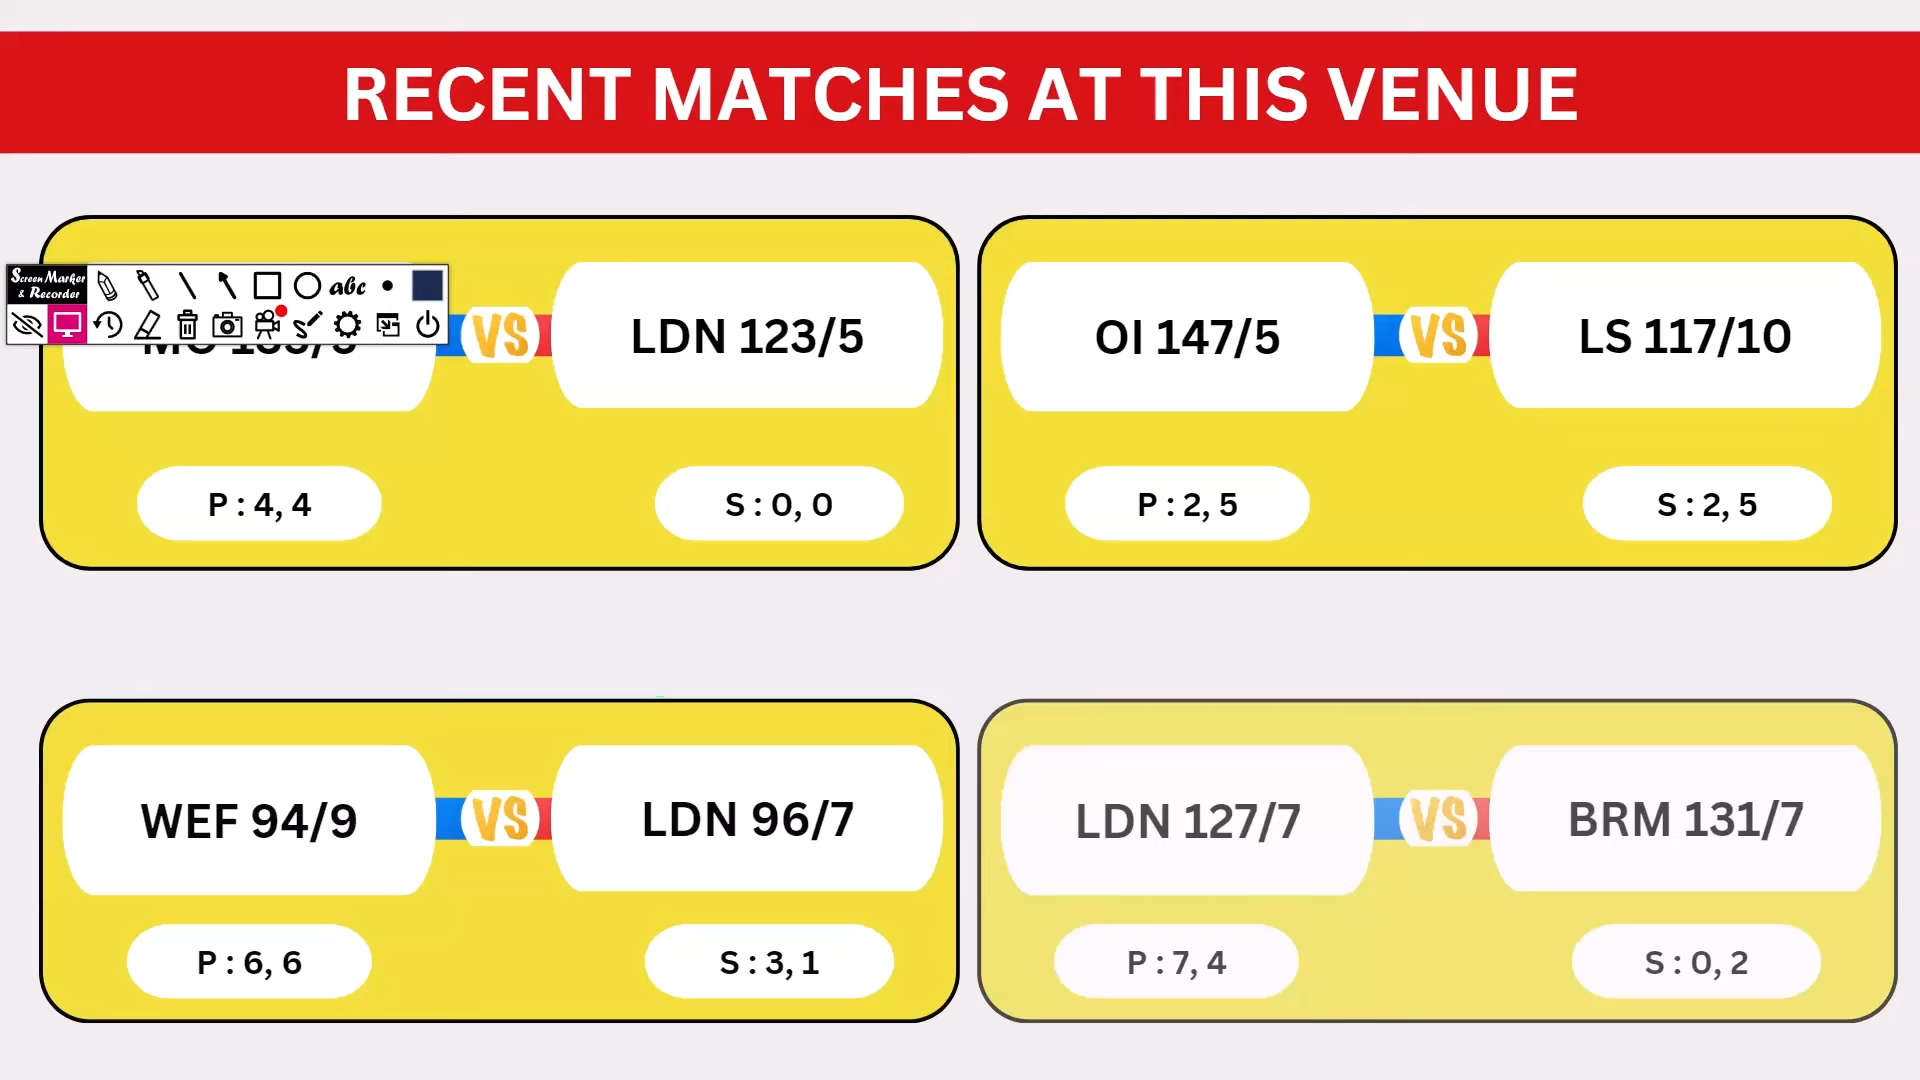 RECENT MATCHES AT THIS VENUE
Screen Marker
& Recorder
abc
VS
LDN 123/5
P : 4, 4
S : 0, 0
OI 147/5
VS
LS 117/10
P : 2, 5
S : 2, 5
WEF 94/9
VS
LDN 96/7
P : 6, 6
S : 3, 1
LDN 127/7
VS
BRM 131/7
P : 7, 4
S : 0, 2